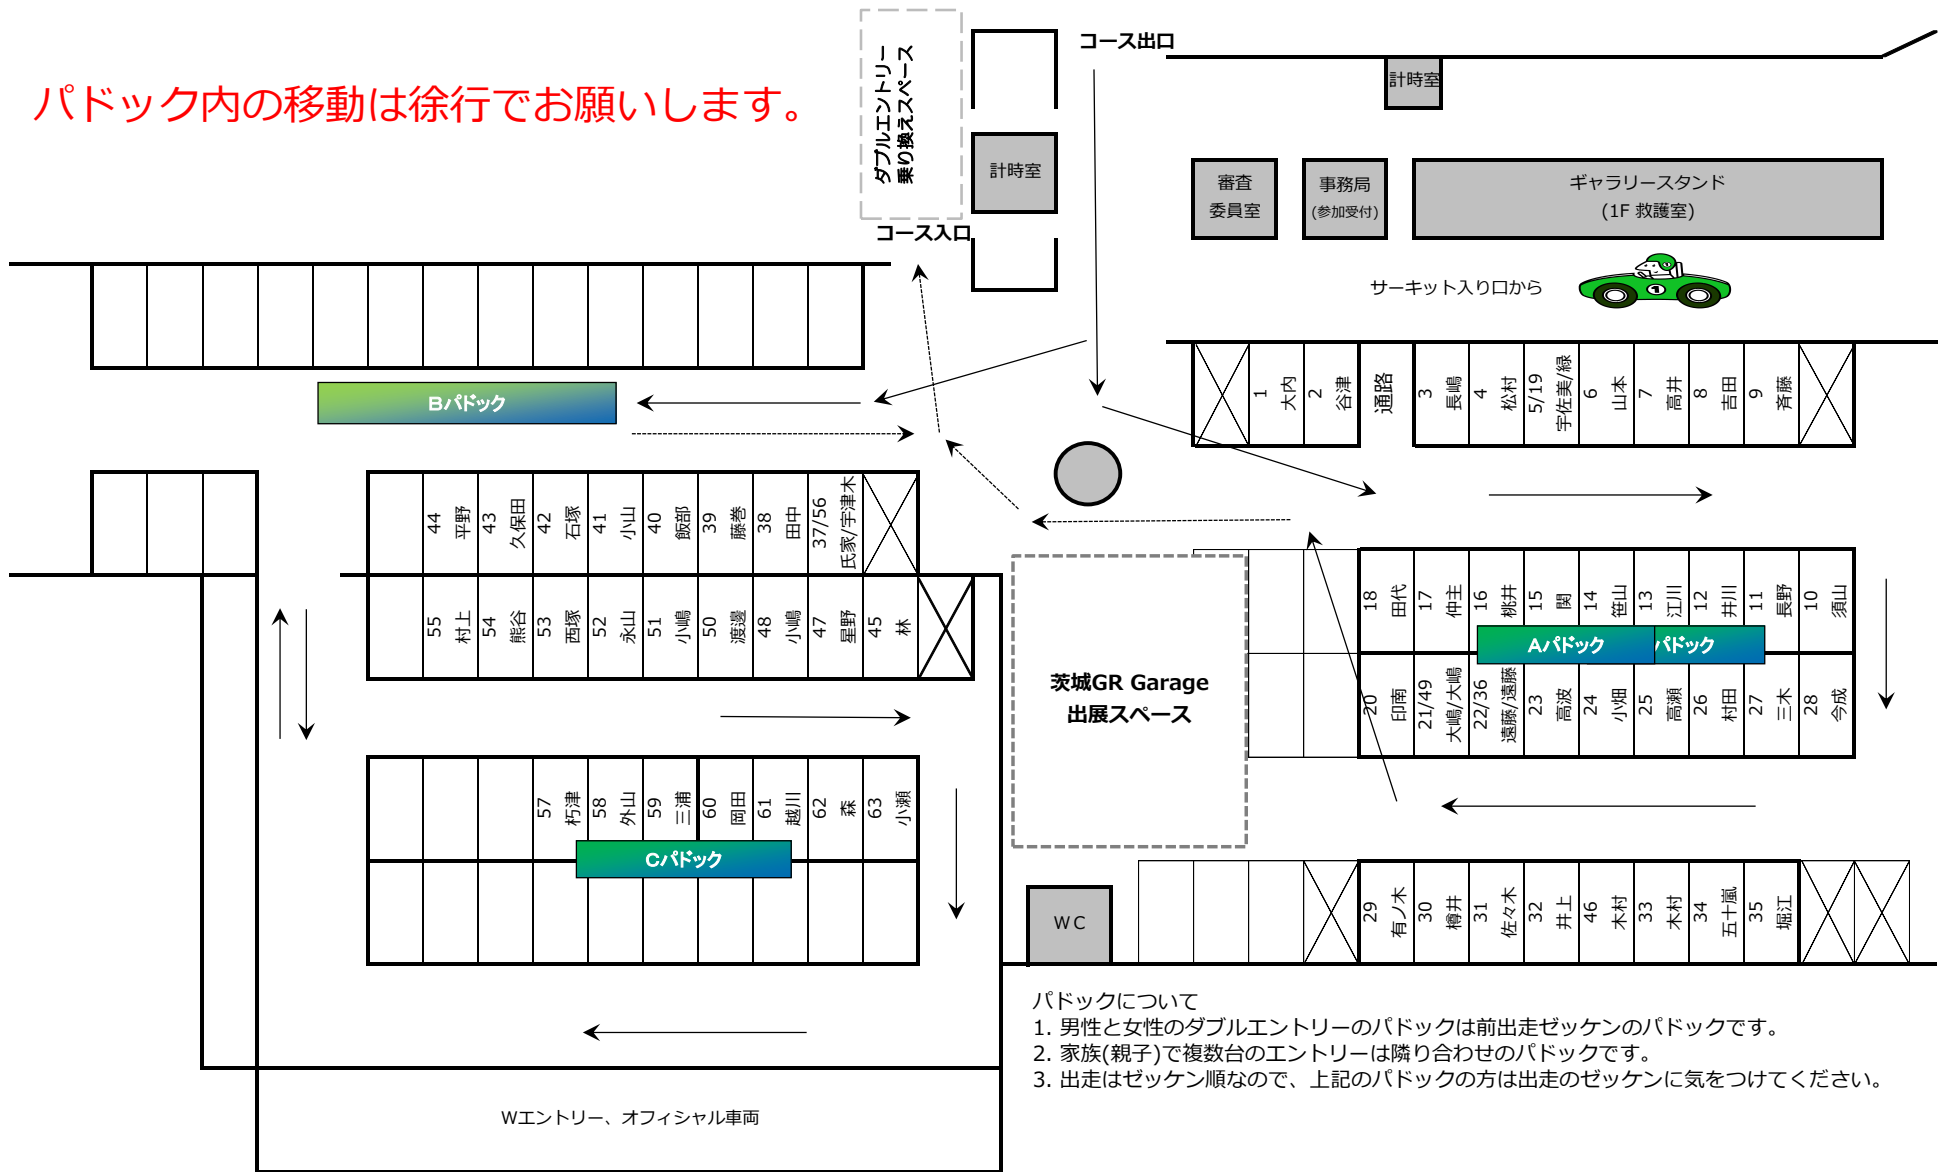 パドック内の移動は徐行でお願いします。
ダブルエントリー
乗り換えスペース
コース出口
計時室
計時室
審査
委員室
事務局
(参加受付)
ギャラリースタンド
(1F 救護室)
コース入口
サーキット入り口から
1
1 大内
2 谷津
通路
3 長嶋
4 松村
5/19 宇佐美/緑
6 山本
7 高井
8 吉田
9 斉藤
Bパドック
44 平野
43 久保田
42 石塚
41 小山
40 飯部
39 藤巻
38 田中
37/56 氏家/宇津木
55 村上
54 熊谷
53 西塚
52 永山
51 小嶋
50 渡邊
48 小嶋
47 星野
45 林
18 田代
17 仲主
16 桃井
15 関
14 笹山
13 江川
12 井川
11 長野
10 須山
Aパドック
パドック
20 印南
21/49 大嶋/大嶋
22/36 遠藤/遠藤
23 高波
24 小畑
25 高瀬
26 村田
27 三木
28 今成
茨城GR Garage
出展スペース
57 朽津
58 外山
59 三浦
60 岡田
61 越川
62 森
63 小瀬
Cパドック
WC
29 有ノ木
30 樽井
31 佐々木
32 井上
46 木村
33 木村
34 五十嵐
35 堀江
パドックについて
1. 男性と女性のダブルエントリーのパドックは前出走ゼッケンのパドックです。
2. 家族(親子)で複数台のエントリーは隣り合わせのパドックです。
3. 出走はゼッケン順なので、上記のパドックの方は出走のゼッケンに気をつけてください。
Wエントリー、オフィシャル車両